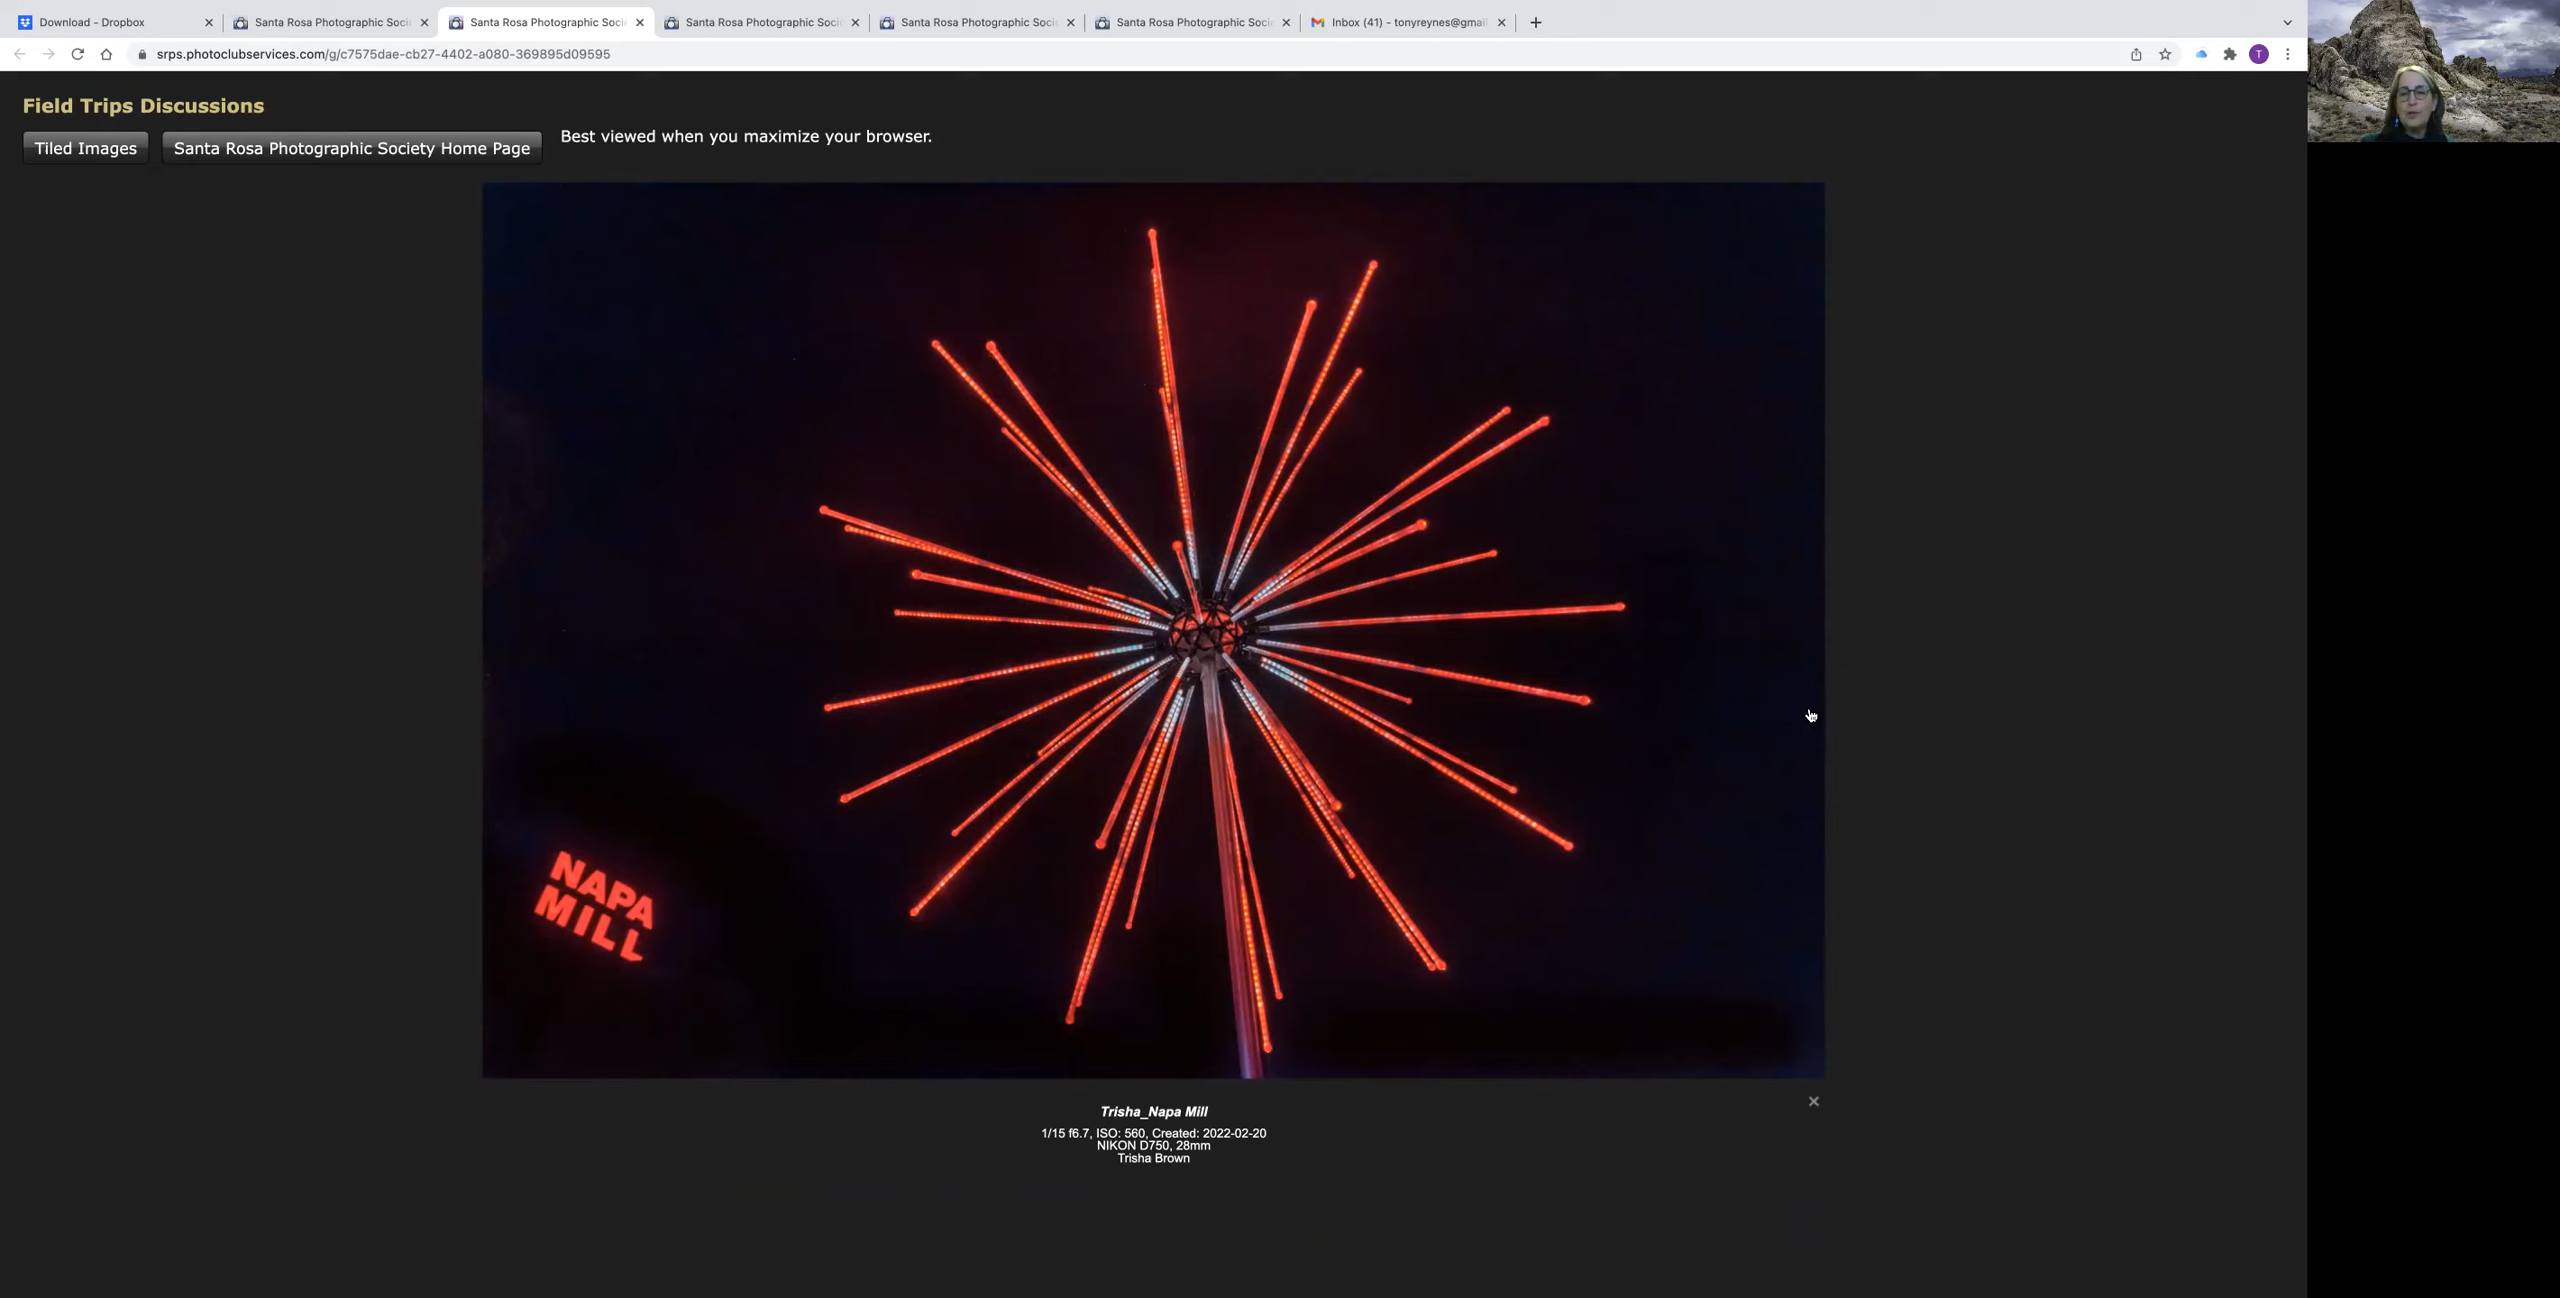 Download - Dropbox
Santa Rosa Photographic Soci
Santa Rosa Photographic Soci
Santa Rosa Photographic Soci
Santa Rosa Photographic Soci
Santa Rosa Photographic Soci
Inbox (41) - tonyreynes@gmai
srps.photoclubservices.com/g/c7575dae-cb27-4402-a080-369895d09595
T
Field Trips Discussions
Tiled Images
Santa Rosa Photographic Society Home Page
Best viewed when you maximize your browser.
NAPA
MILL
Trisha_Napa Mill
1/15 f6.7, ISO: 560, Created: 2022-02-20
NIKON D750, 28mm
Trisha Brown